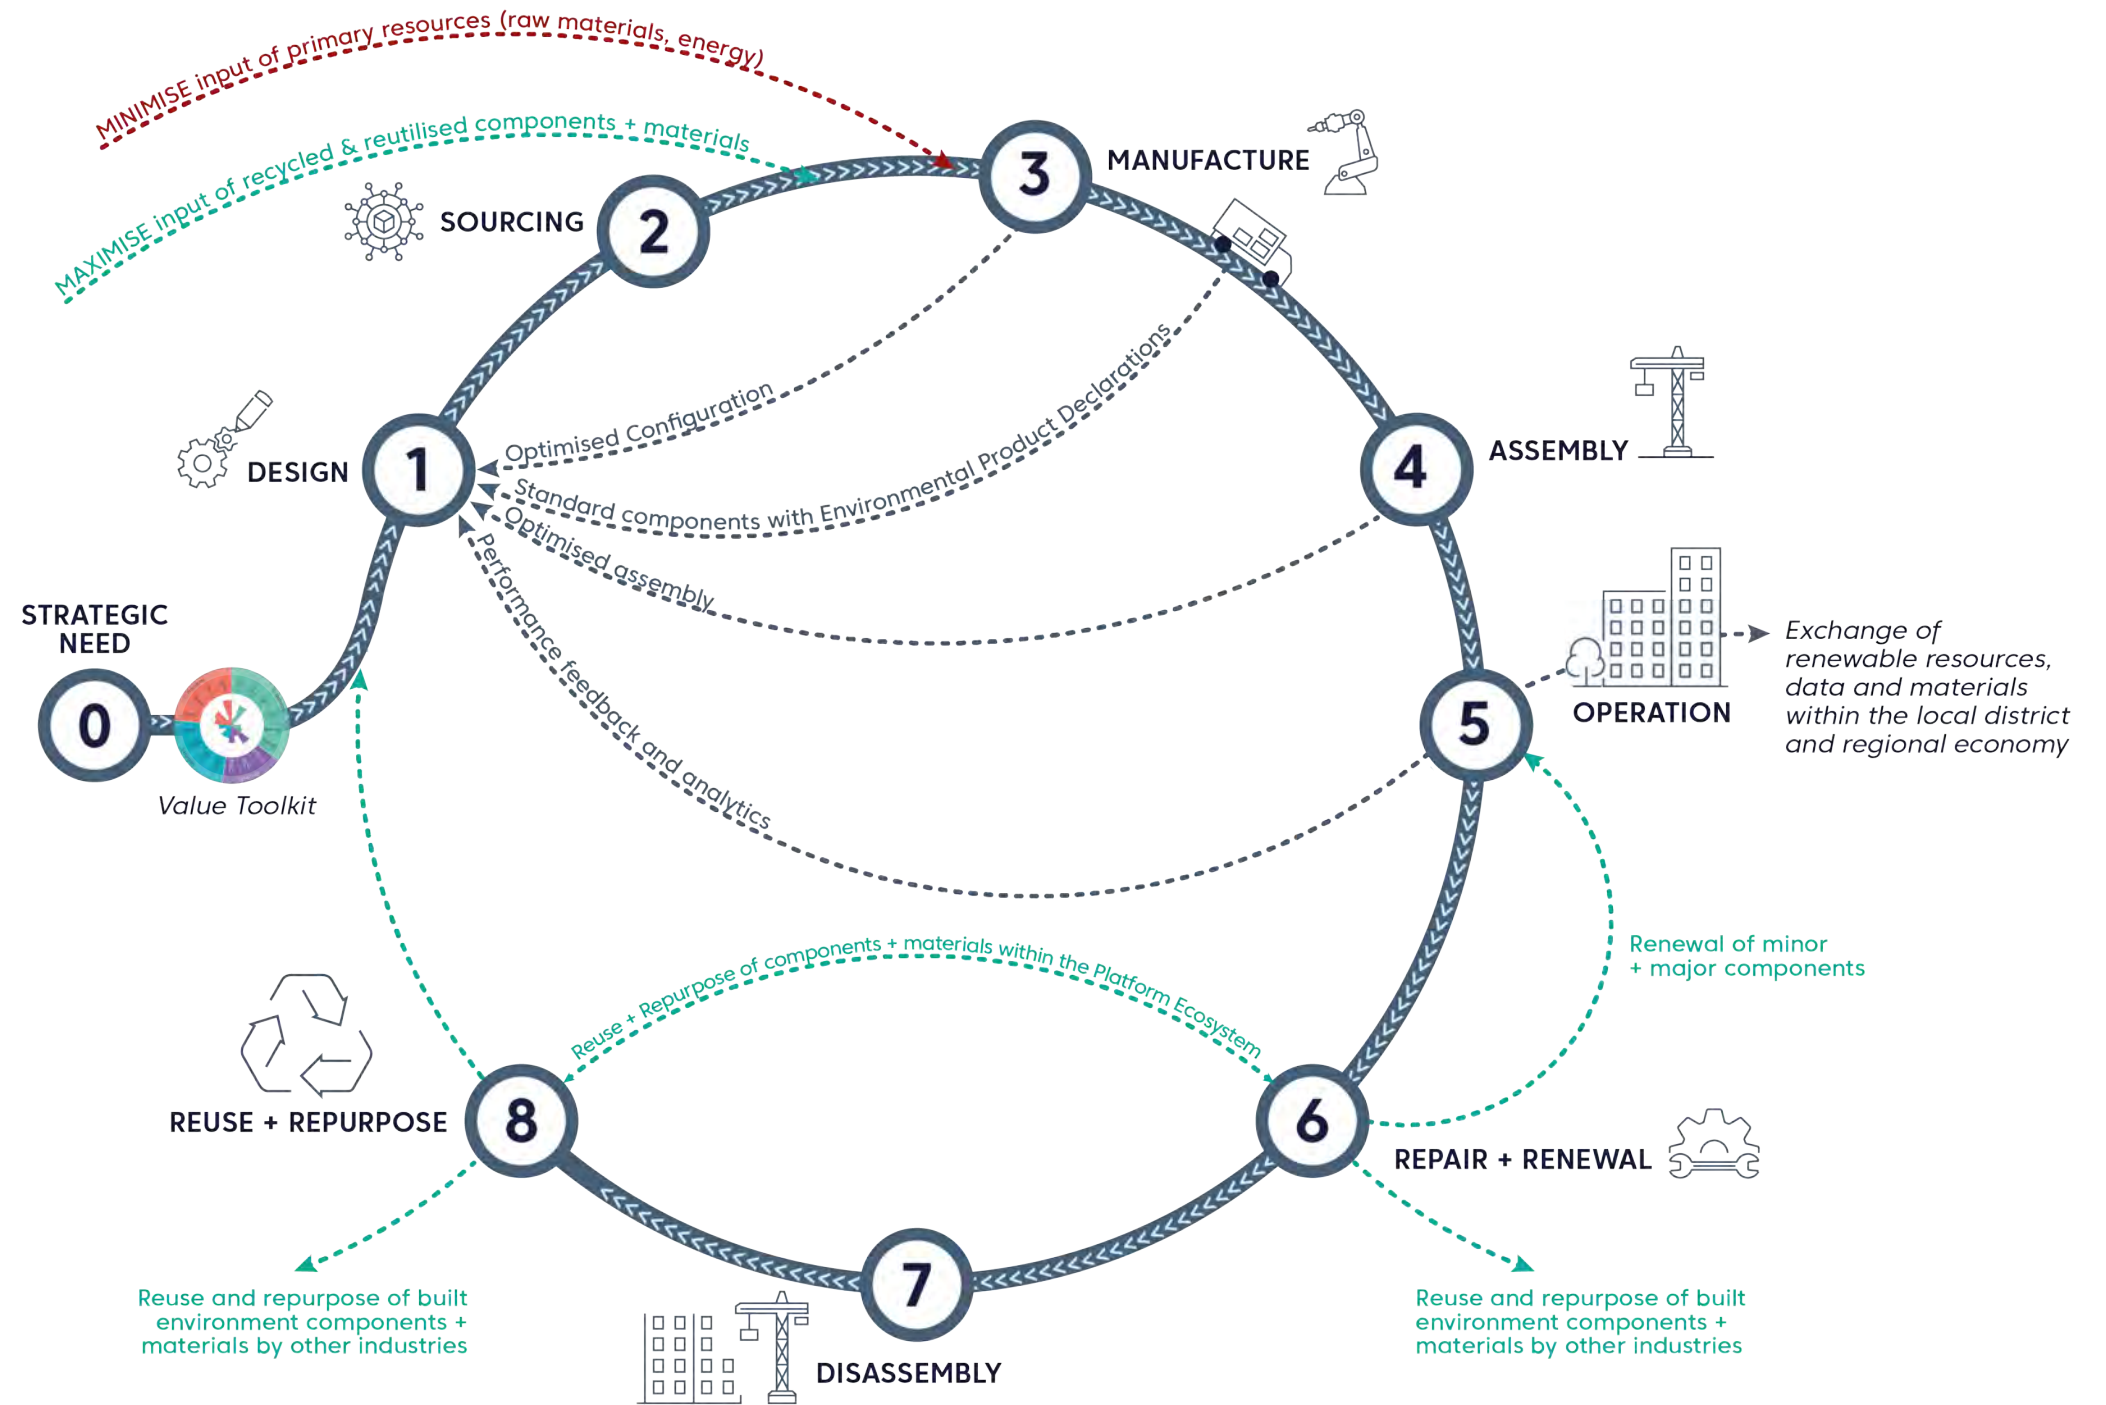 MINIMISE input of primary resources (raw materials, energy)
MAXIMISE input of recycled & reutilised components + materials
3
MANUFACTURE
2
SOURCING
Optimised Configuration
Standard components with Environmental Product Declarations
Optimised assembly
Performance feedback and analytics
1
DESIGN
4
ASSEMBLY
STRATEGIC
NEED
0
Value Toolkit
5
OPERATION
Exchange of
renewable resources,
data and materials
within the local district
and regional economy
Renewal of minor
+ major components
Reuse + Repurpose of components + materials within the Platform Ecosystem
8
REUSE + REPURPOSE
6
REPAIR + RENEWAL
7
DISASSEMBLY
Reuse and repurpose of built
environment components +
materials by other industries
Reuse and repurpose of built
environment components +
materials by other industries